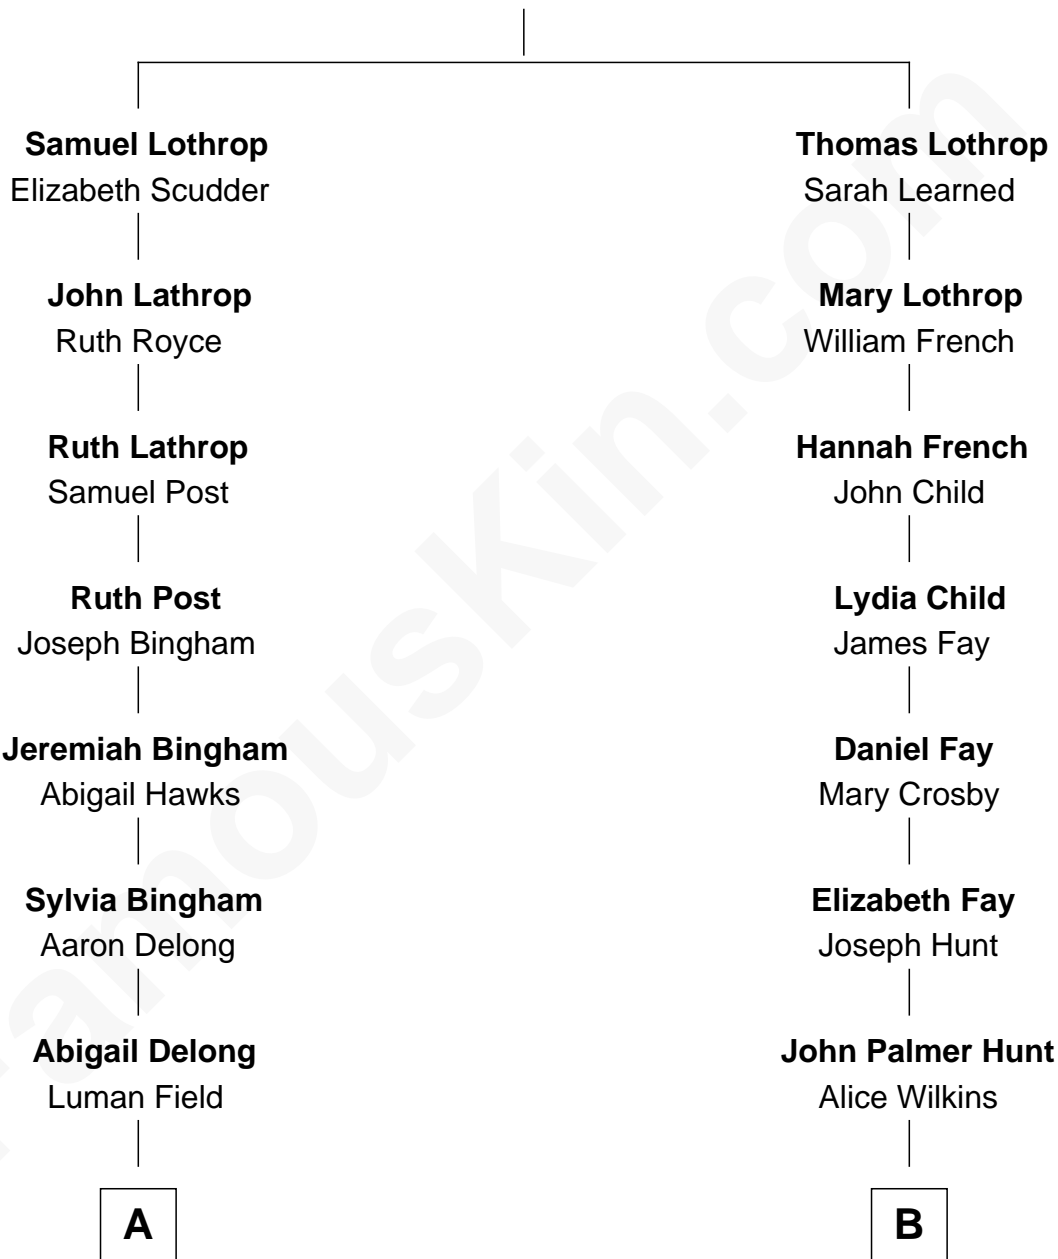 Samuel Lothrop
Elizabeth Scudder
John Lathrop
Ruth Royce
Ruth Lathrop
Samuel Post
Ruth Post
Joseph Bingham
Jeremiah Bingham
Abigail Hawks
Sylvia Bingham
Aaron Delong
Abigail Delong
Luman Field
A
Thomas Lothrop
Sarah Learned
Mary Lothrop
William French
Hannah French
John Child
Lydia Child
James Fay
Daniel Fay
Mary Crosby
Elizabeth Fay
Joseph Hunt
John Palmer Hunt
Alice Wilkins
B
FamousKin.com